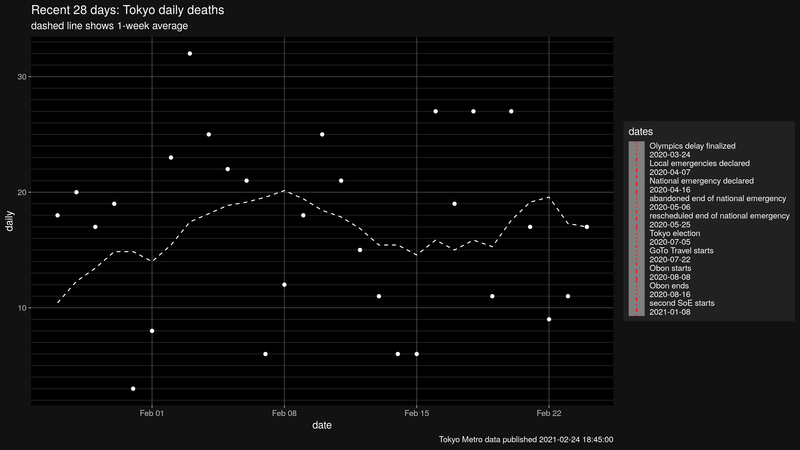 Recent 28 days: Tokyo daily deaths
dashed line shows 1-week average
daily
30
20
10
Feb 01
Feb 08
Feb 15
Feb 22
date
Tokyo Metro data published 2021-02-24 18:45:00
dates
Olympics delay finalized
2020-03-24
Local emergencies declared
2020-04-07
National emergency declared
2020-04-16
abandoned end of national emergency
2020-05-06
rescheduled end of national emergency
2020-05-25
Tokyo election
2020-07-05
GoTo Travel starts
2020-07-22
Obon starts
2020-08-08
Obon ends
2020-08-16
second SoE starts
2021-01-08